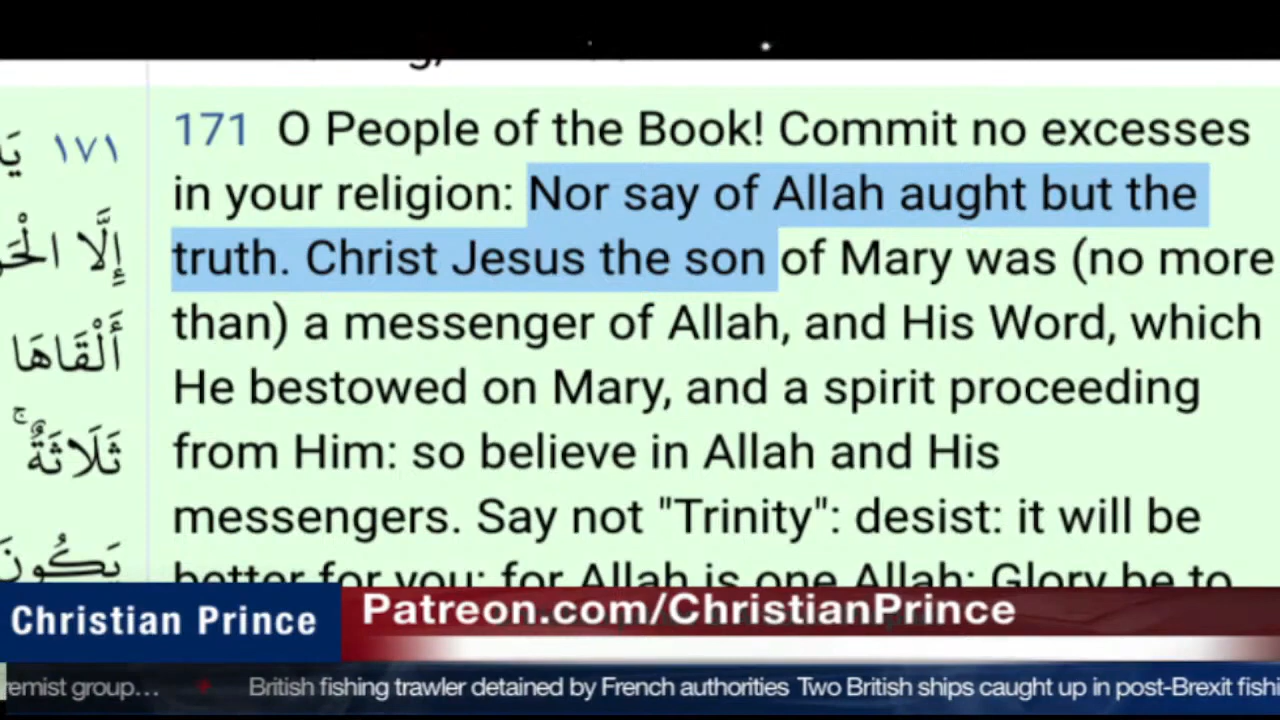 171 O People of the Book! Commit no excesses
in your religion: Nor say of Allah aught but the
truth. Christ Jesus the son of Mary was (no more
than) a messenger of Allah, and His Word, which
He bestowed on Mary, and a spirit proceeding
from Him: so believe in Allah and His
messengers. Say not "Trinity": desist: it will be
better for you: for Allah is one Allah: Glory be to
١٧١
إِلَّا
أَلْقَاهَا
ثَلَاثَةٌ ۚ
Christian Prince
Patreon.com/ChristianPrince
emist group… British fishing trawler detained by French authorities Two British ships caught up in post-Brexit fishi